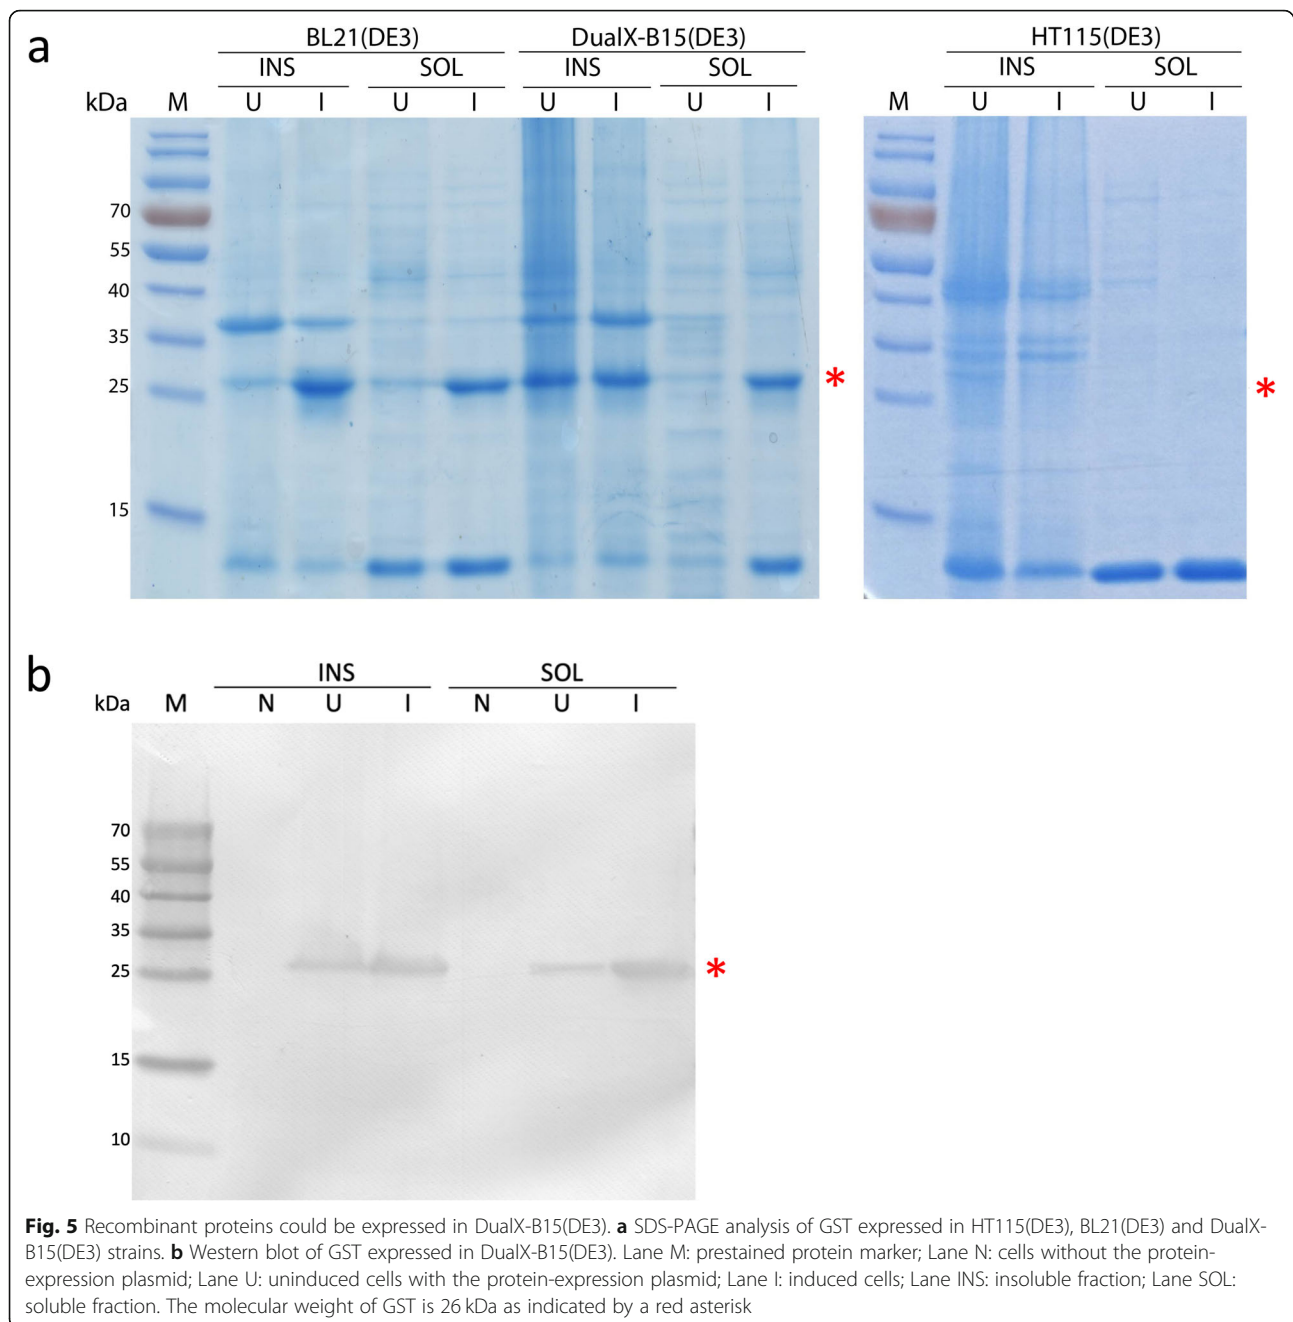 a
BL21(DE3) DualX-B15(DE3) HT115(DE3)
INS SOL INS SOL INS SOL
kDa M U I U I U I U I M U I U I
70
55
40
35
25 * *
15
b
INS SOL
kDa M N U I N U I
70
55
40
35
25 *
15
10
Fig. 5 Recombinant proteins could be expressed in DualX-B15(DE3). a SDS-PAGE analysis of GST expressed in HT115(DE3), BL21(DE3) and DualX-
B15(DE3) strains. b Western blot of GST expressed in DualX-B15(DE3). Lane M: prestained protein marker; Lane N: cells without the protein-
expression plasmid; Lane U: uninduced cells with the protein-expression plasmid; Lane I: induced cells; Lane INS: insoluble fraction; Lane SOL:
soluble fraction. The molecular weight of GST is 26 kDa as indicated by a red asterisk